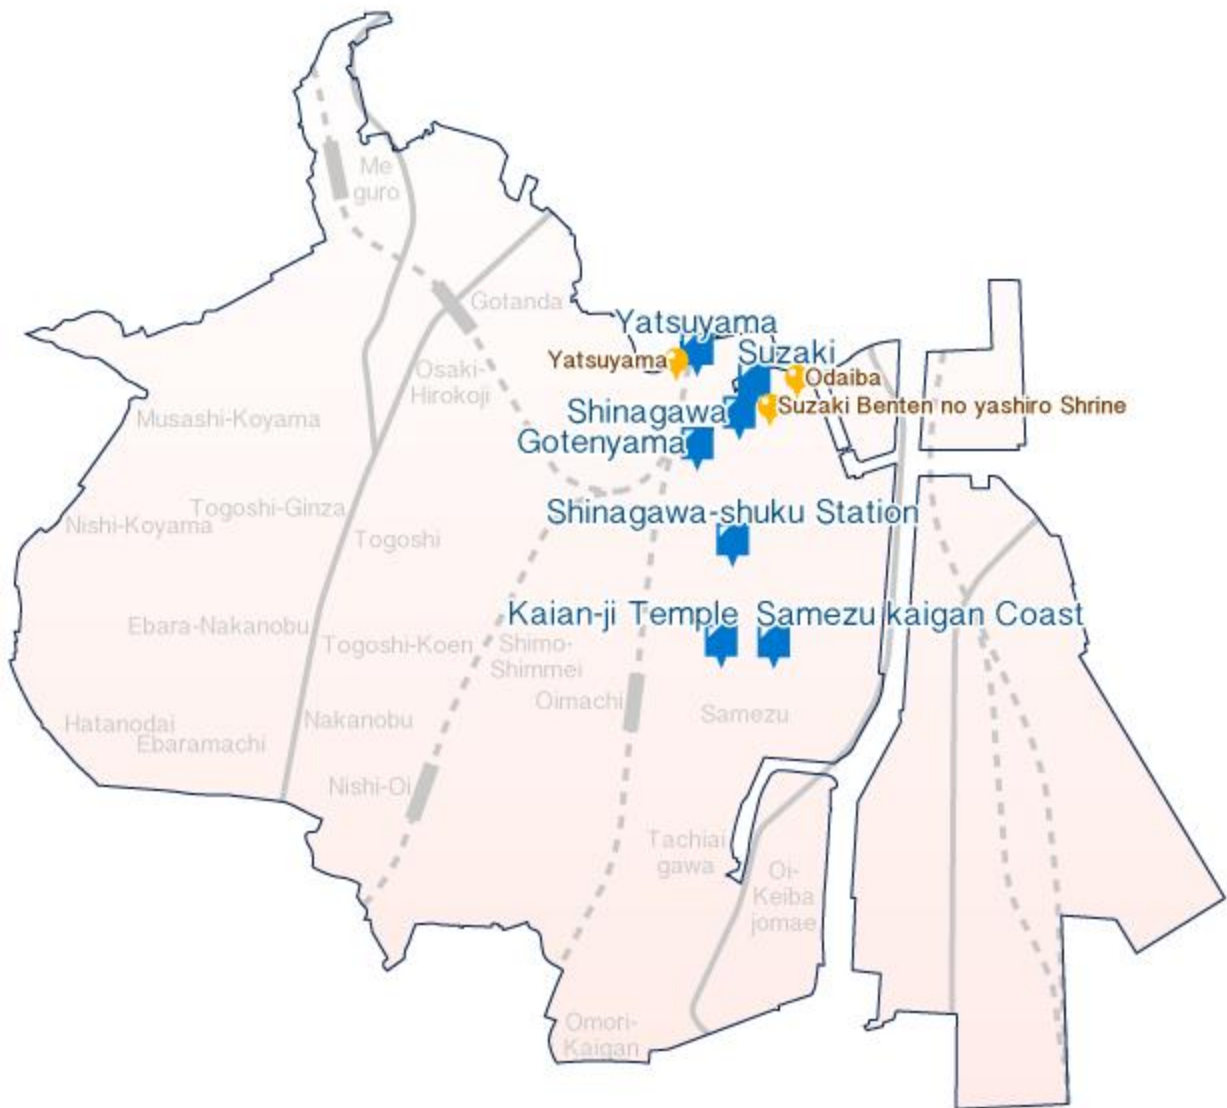 Me
guro
Gotanda
Yatsuyama
Yatsuyama
Suzaki
Odaiba
Osaki-
Hirokoji
Shinagawa
Suzaki Benten no yashiro Shrine
Musashi-Koyama
Gotenyama
Togoshi-Ginza
Shinagawa-shuku Station
Nishi-Koyama
Togoshi
Kaian-ji Temple
Samezu kaigan Coast
Ebara-Nakanobu
Togoshi-Koen
Shimo-
Shimmei
Oimachi
Samezu
Hatanodai
Nakanobu
Ebaramachi
Nishi-Oi
Tachiai
gawa
Oi-
Keiba
jomae
Omori-
Kaigan